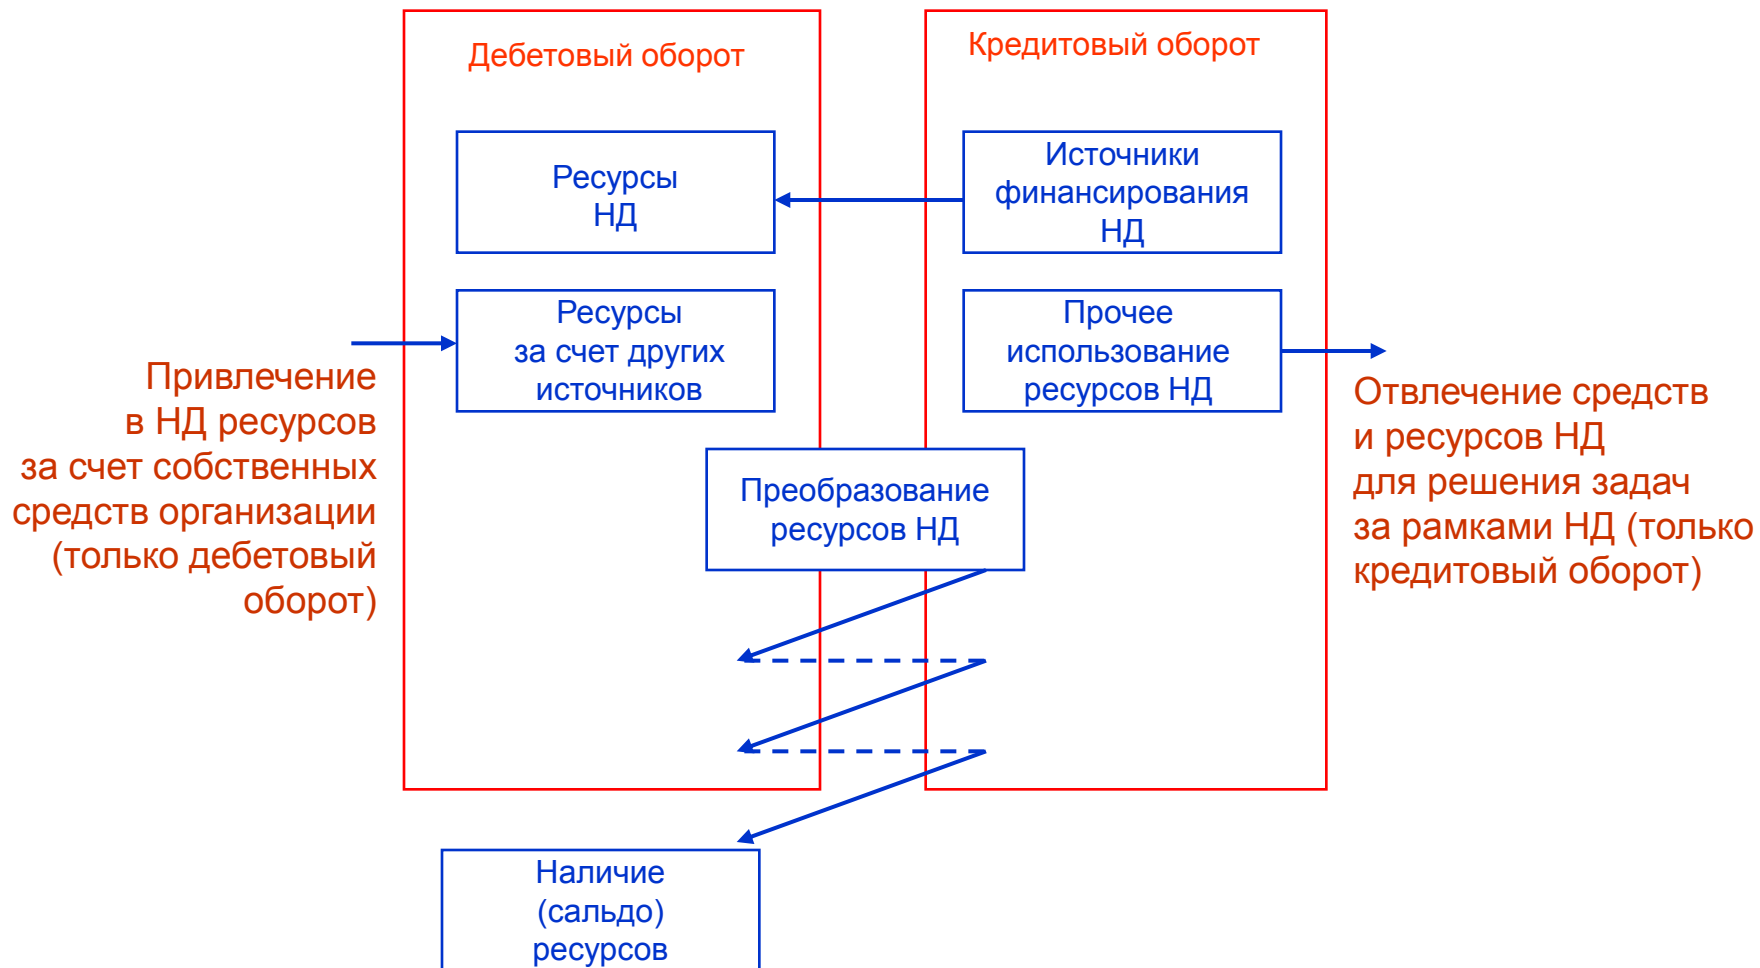 Дебетовый оборот
Кредитовый оборот
Ресурсы
НД
Источники
финансирования
НД
Ресурсы
за счет других
источников
Прочее
использование
ресурсов НД
Привлечение
в НД ресурсов
за счет собственных
средств организации
(только дебетовый
оборот)
Отвлечение средств
и ресурсов НД
для решения задач
за рамками НД (только
кредитовый оборот)
Преобразование
ресурсов НД
Наличие
(сальдо)
ресурсов